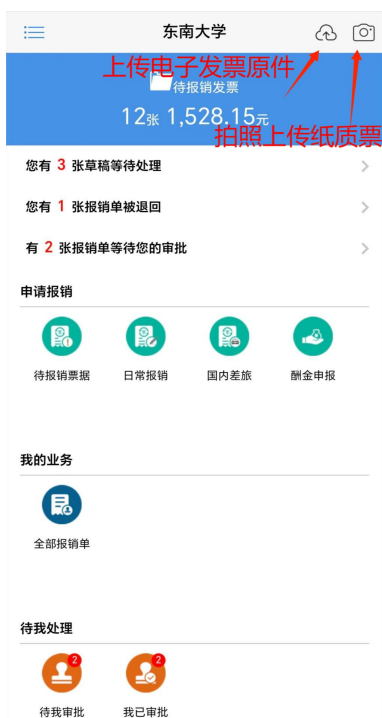 东南大学
上传电子发票原件
待报销发票
12张 1,528.15元
拍照上传纸质票
您有 3 张草稿等待处理
您有 1 张报销单被退回
有 2 张报销单等待您的审批
申请报销
待报销票据 日常报销 国内差旅 酬金申报
我的业务
全部报销单
待我处理
2 2
待我审批 我已审批